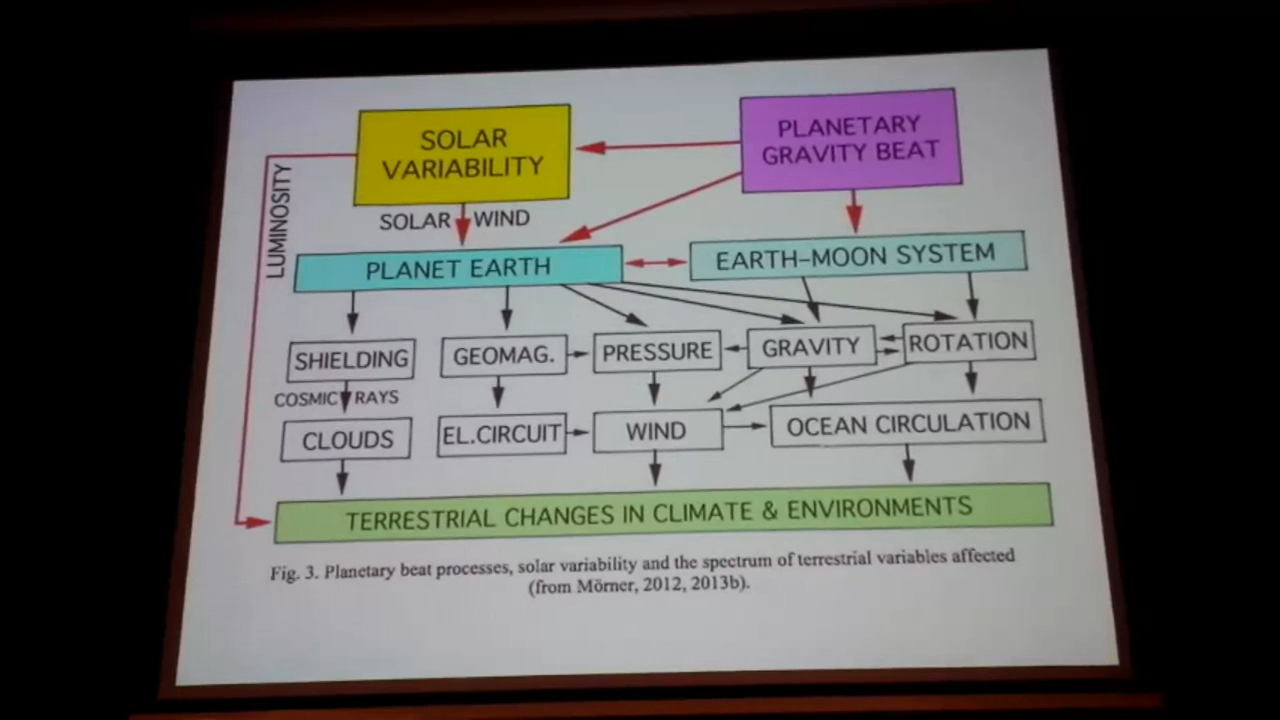 SOLAR
VARIABILITY
PLANETARY
GRAVITY BEAT
LUMINOSITY
SOLAR WIND
PLANET EARTH
EARTH–MOON SYSTEM
SHIELDING
GEOMAG.
PRESSURE
GRAVITY
ROTATION
COSMIC RAYS
CLOUDS
EL.CIRCUIT
WIND
OCEAN CIRCULATION
TERRESTRIAL CHANGES IN CLIMATE & ENVIRONMENTS
Fig. 3. Planetary beat processes, solar variability and the spectrum of terrestrial variables affected
(from Mörner, 2012, 2013b).